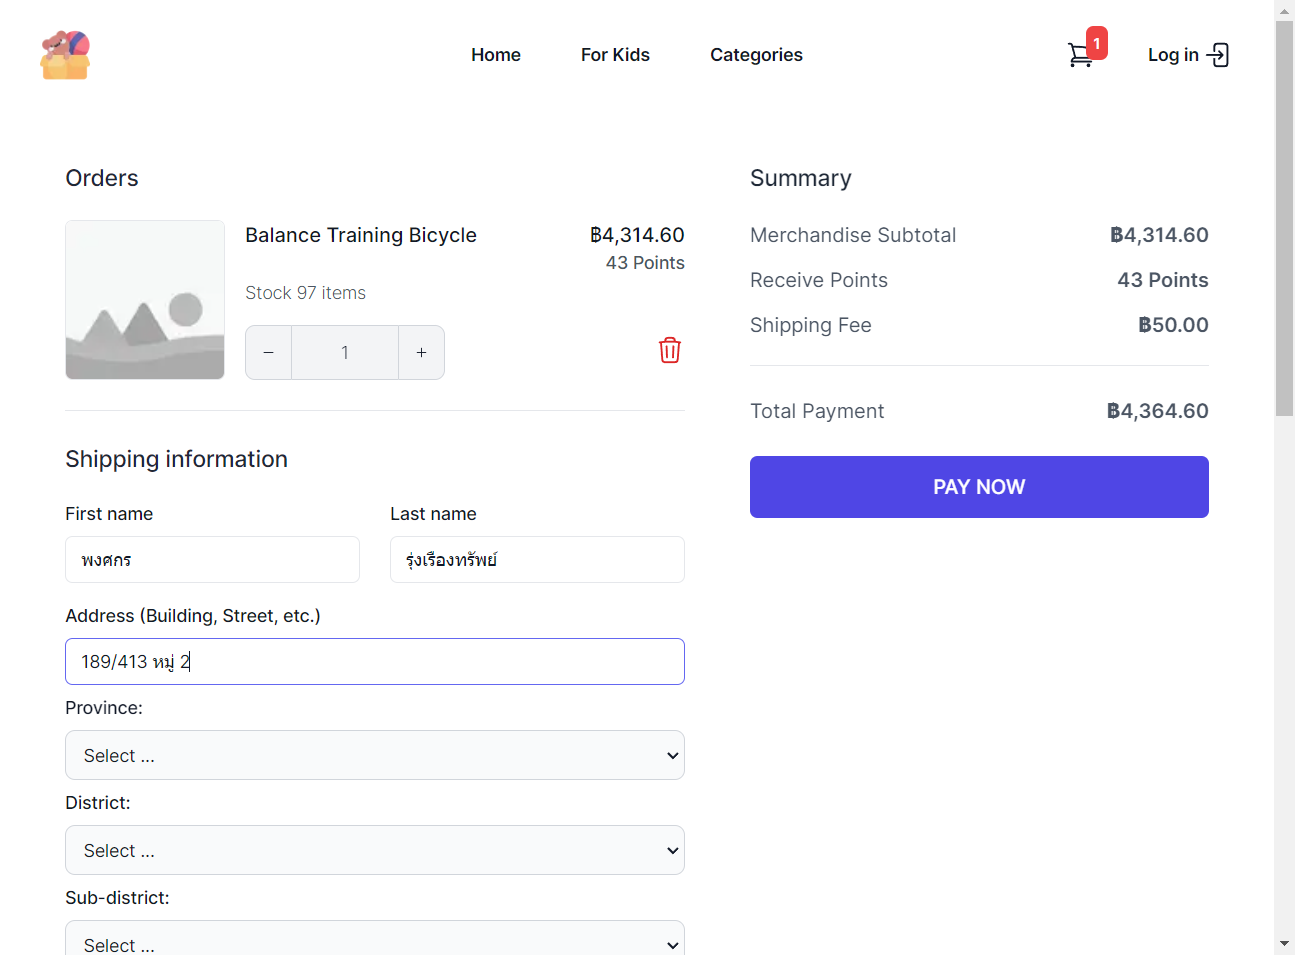 Home
For Kids
Categories
1
Log in
Orders
Balance Training Bicycle
฿4,314.60
43 Points
Stock 97 items
− 1 +
Shipping information
First name
Last name
พงศกร
รุ่งเรืองทรัพย์
Address (Building, Street, etc.)
189/413 หมู่ 2
Province:
Select ...
District:
Select ...
Sub-district:
Select ...
Summary
Merchandise Subtotal
฿4,314.60
Receive Points
43 Points
Shipping Fee
฿50.00
Total Payment
฿4,364.60
PAY NOW